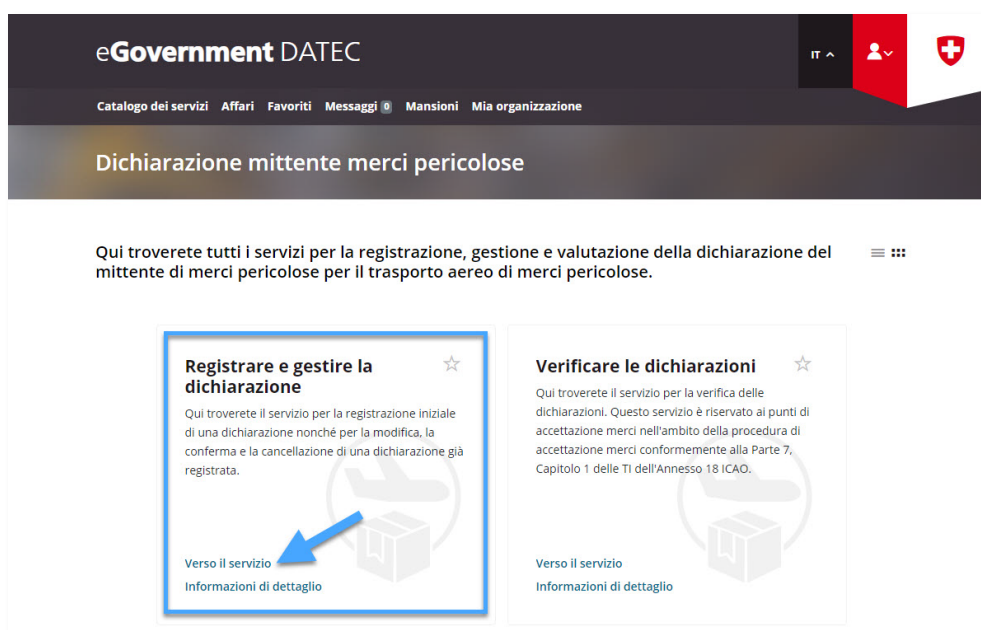 eGovernment DATEC
IT
Catalogo dei servizi Affari Favoriti Messaggi 0 Mansioni Mia organizzazione
Dichiarazione mittente merci pericolose
Qui troverete tutti i servizi per la registrazione, gestione e valutazione della dichiarazione del
mittente di merci pericolose per il trasporto aereo di merci pericolose.
Registrare e gestire la
dichiarazione
Qui troverete il servizio per la registrazione iniziale
di una dichiarazione nonché per la modifica, la
conferma e la cancellazione di una dichiarazione già
registrata.
Verso il servizio
Informazioni di dettaglio
Verificare le dichiarazioni
Qui troverete il servizio per la verifica delle
dichiarazioni. Questo servizio è riservato ai punti di
accettazione merci nell'ambito della procedura di
accettazione merci conformemente alla Parte 7,
Capitolo 1 delle TI dell'Annesso 18 ICAO.
Verso il servizio
Informazioni di dettaglio